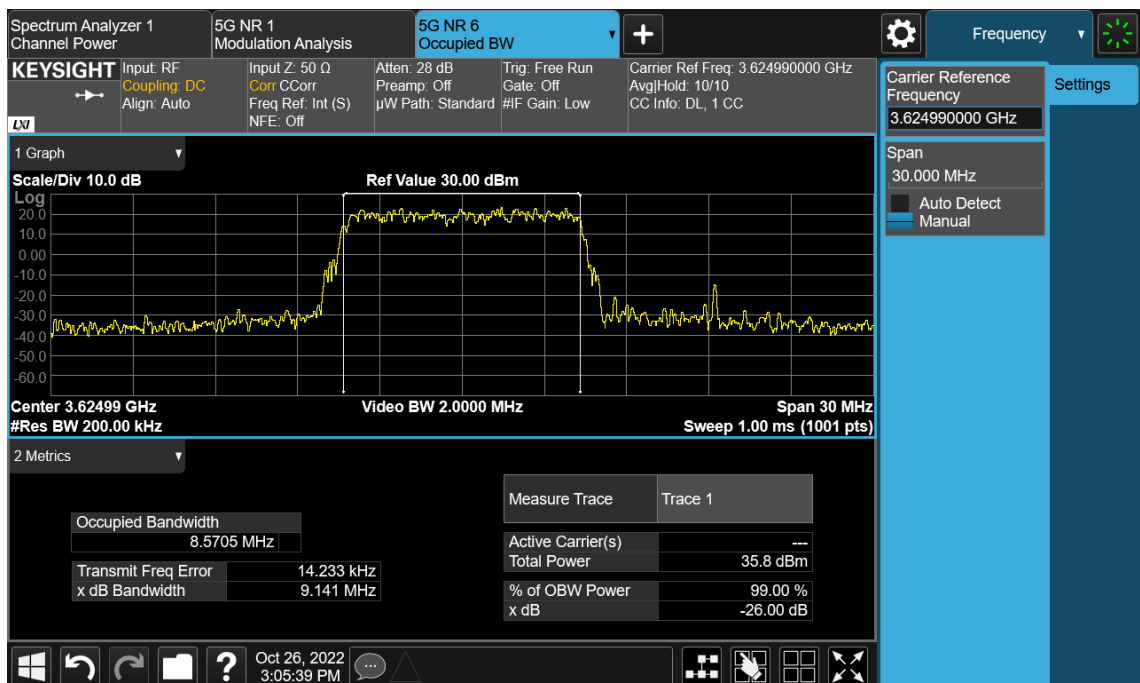 Spectrum Analyzer 1
Channel Power
5G NR 1
Modulation Analysis
5G NR 6
Occupied BW
Frequency
KEYSIGHT
LXI
Input: RF
Coupling: DC
Align: Auto
Input Z: 50 Ω
Corr CCorr
Freq Ref: Int (S)
NFE: Off
Atten: 28 dB
Preamp: Off
µW Path: Standard
Trig: Free Run
Gate: Off
#IF Gain: Low
Carrier Ref Freq: 3.624990000 GHz
Avg|Hold: 10/10
CC Info: DL, 1 CC
Carrier Reference
Frequency
3.624990000 GHz
Settings
Span
30.000 MHz
Auto Detect
Manual
1 Graph
Scale/Div 10.0 dB
Ref Value 30.00 dBm
Log
20.0
10.0
0.00
-10.0
-20.0
-30.0
-40.0
-50.0
-60.0
Center 3.62499 GHz
Video BW 2.0000 MHz
Span 30 MHz
#Res BW 200.00 kHz
Sweep 1.00 ms (1001 pts)
2 Metrics
Measure Trace
Trace 1
Occupied Bandwidth
8.5705 MHz
Active Carrier(s)
---
Total Power
35.8 dBm
Transmit Freq Error
14.233 kHz
x dB Bandwidth
9.141 MHz
% of OBW Power
99.00 %
x dB
-26.00 dB
?
Oct 26, 2022
3:05:39 PM